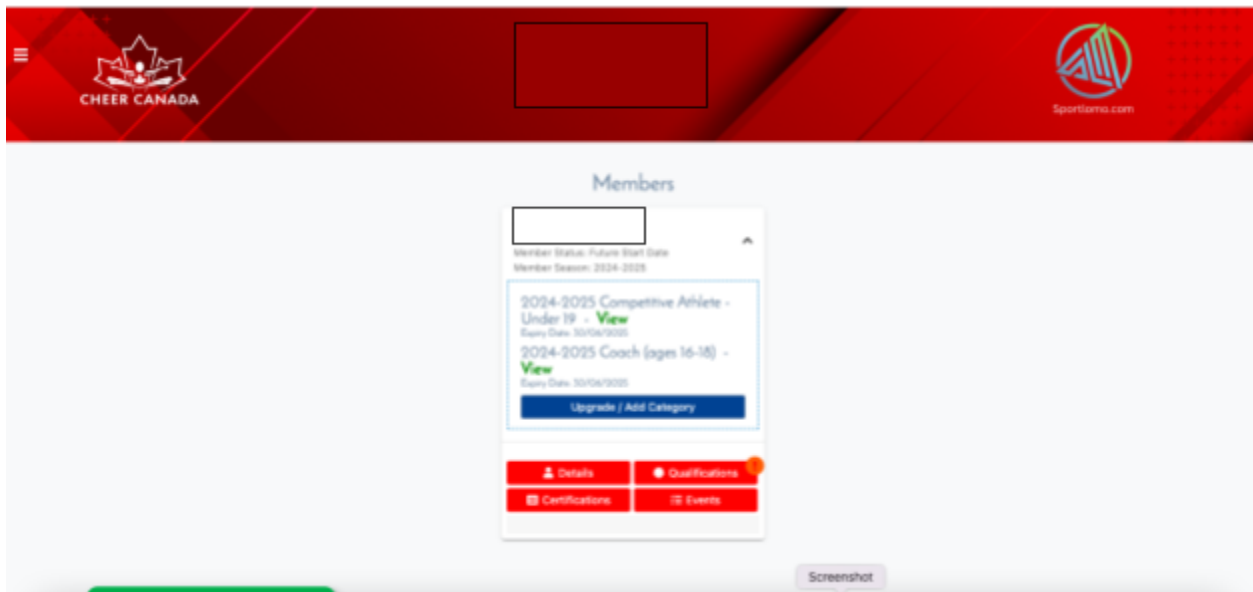 CHEER CANADA
Sportlomo.com
Members
Member Status: Future Start Date
Member Season: 2024-2025
2024-2025 Competitive Athlete -
Under 19 - View
Expiry Date: 30/06/2025
2024-2025 Coach (ages 16-18) -
View
Expiry Date: 30/06/2025
Upgrade / Add Category
Details
Qualifications
Certifications
Events
Screenshot